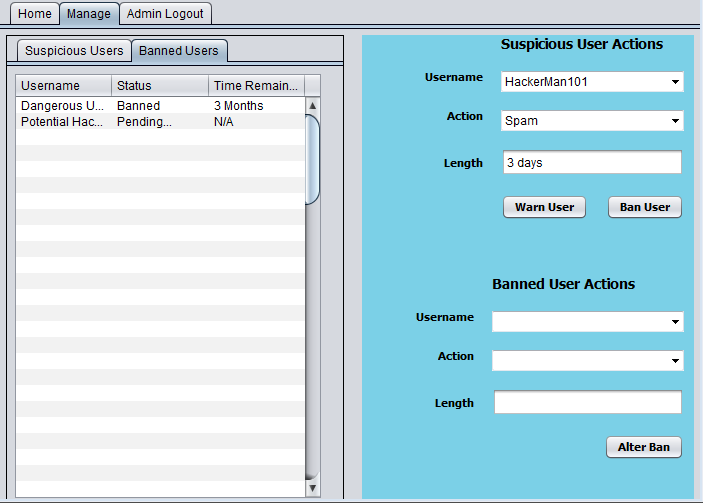 Home Manage Admin Logout
Suspicious Users Banned Users
Username Status Time Remain...
Dangerous U... Banned 3 Months
Potential Hac... Pending... N/A
Suspicious User Actions
Username HackerMan101
Action Spam
Length 3 days
Warn User Ban User
Banned User Actions
Username
Action
Length
Alter Ban